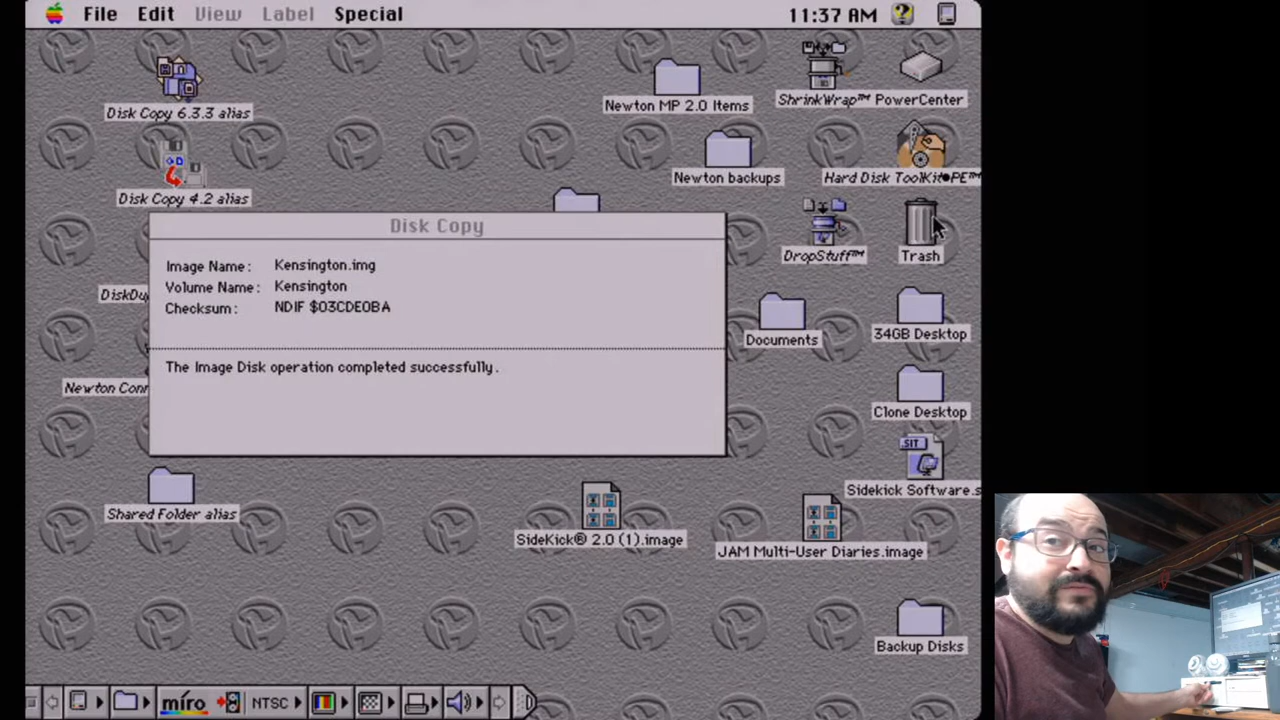 File Edit View Label Special 11:37 AM
Disk Copy 6.3.3 alias
Newton MP 2.0 Items
ShrinkWrap™ PowerCenter
Disk Copy 4.2 alias
Newton backups
Hard Disk ToolKit•PE™
Disk Copy
Image Name: Kensington.img
Volume Name: Kensington
Checksum: NDIF $03CDE0BA
The Image Disk operation completed successfully.
DropStuff™
Trash
DiskDu
Documents
34GB Desktop
Newton Conn
Clone Desktop
.SIT
Sidekick Software.s
Shared Folder alias
SideKick® 2.0 (1).image
JAM Multi-User Diaries.image
Backup Disks
miro NTSC